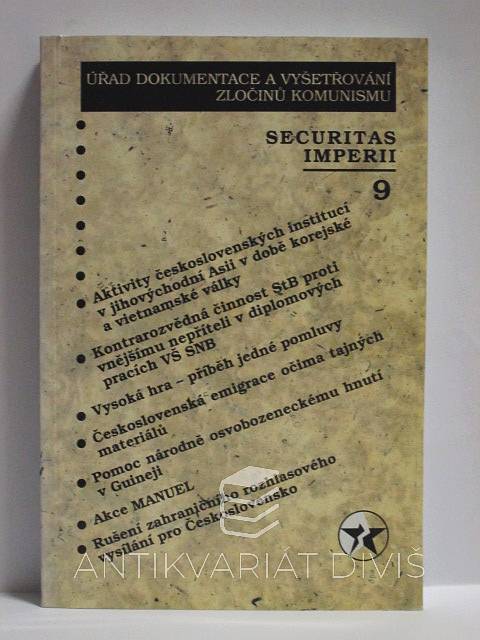 ÚŘAD DOKUMENTACE A VYŠETŘOVÁNÍ
ZLOČINŮ KOMUNISMU
SECURITAS
IMPERII
9
Aktivity československých institucí
v jihovýchodní Asii v době korejské
a vietnamské války
Kontrarozvědná činnost StB proti
vnějšímu nepříteli v diplomových
pracích VŠ SNB
Vysoká hra – příběh jedné pomluvy
Československá emigrace očima tajných
materiálů
Pomoc národně osvobozeneckému hnutí
v Guineji
Akce MANUEL
Rušení zahraničního rozhlasového
vysílání pro Československo
ANTIKVARIÁT DIVIŠ